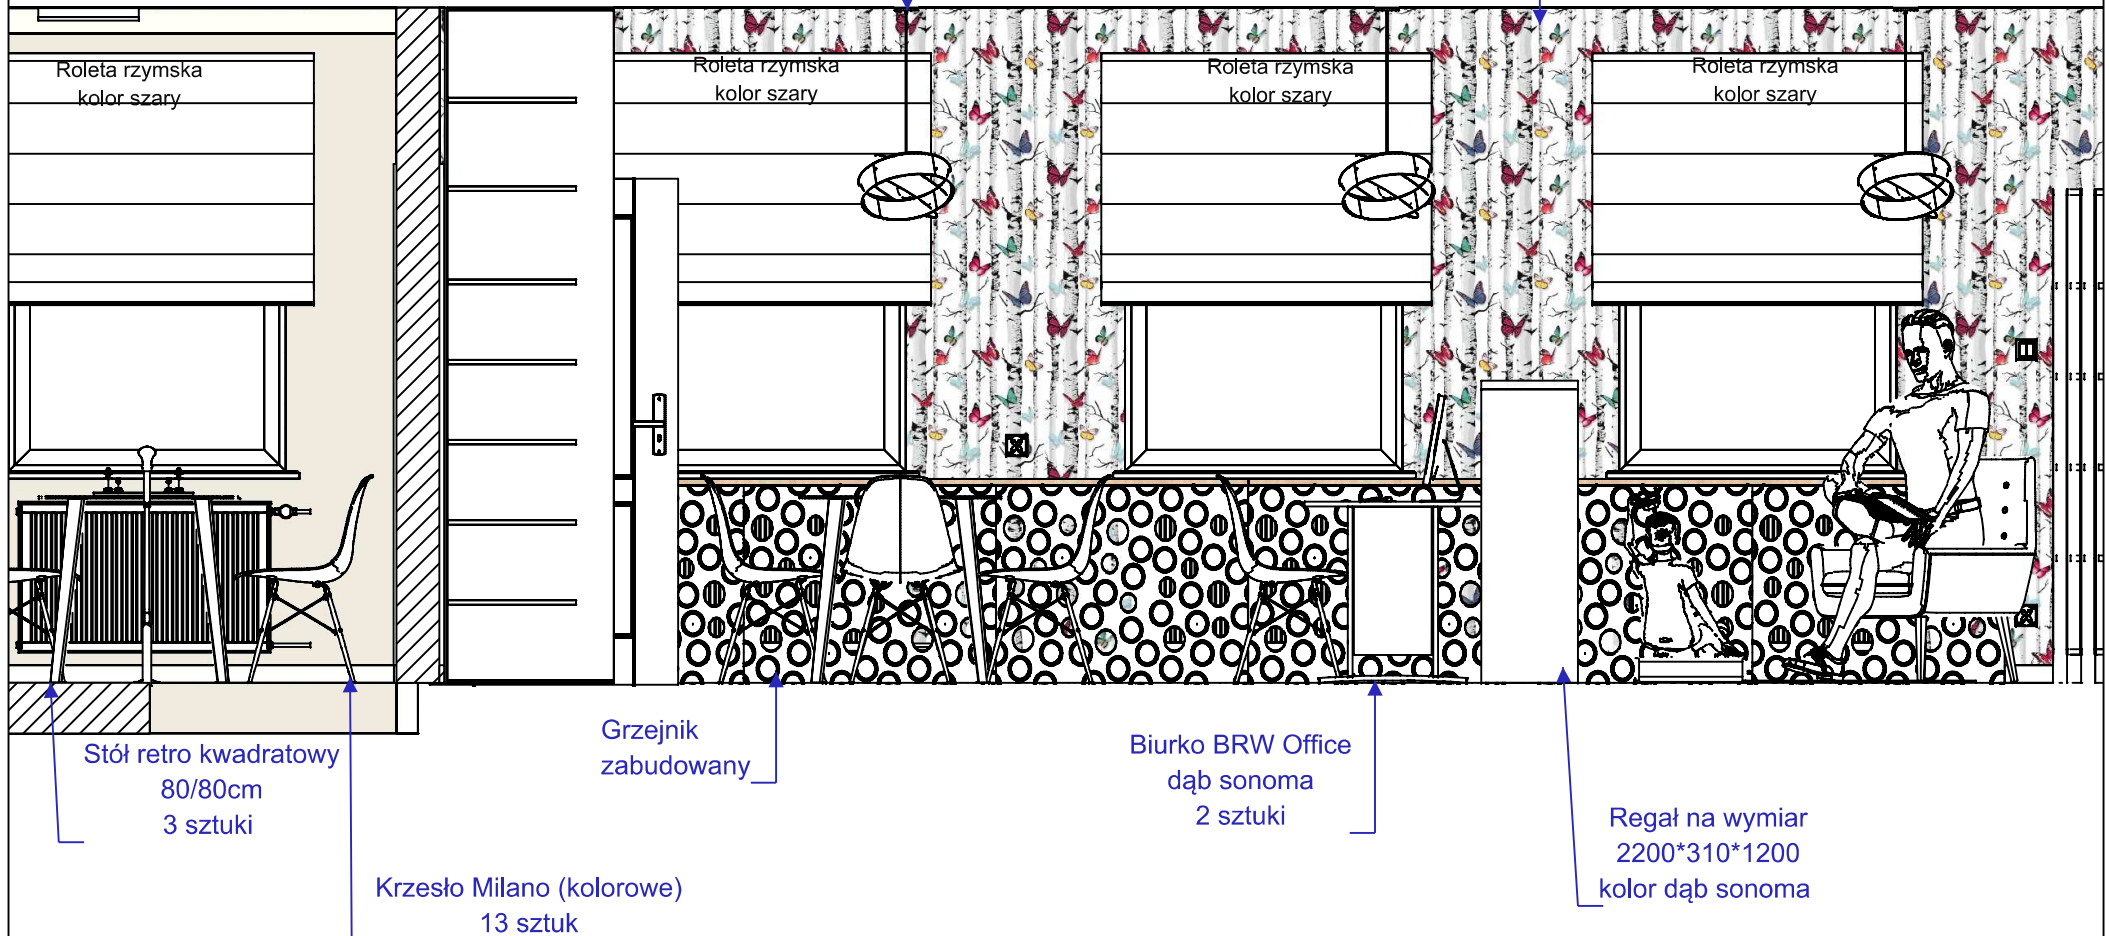 Roleta rzymska
kolor szary
Roleta rzymska
kolor szary
Roleta rzymska
kolor szary
Roleta rzymska
kolor szary
Stół retro kwadratowy
80/80cm
3 sztuki
Krzesło Milano (kolorowe)
13 sztuk
Grzejnik
zabudowany
Biurko BRW Office
dąb sonoma
2 sztuki
Regał na wymiar
2200*310*1200
kolor dąb sonoma